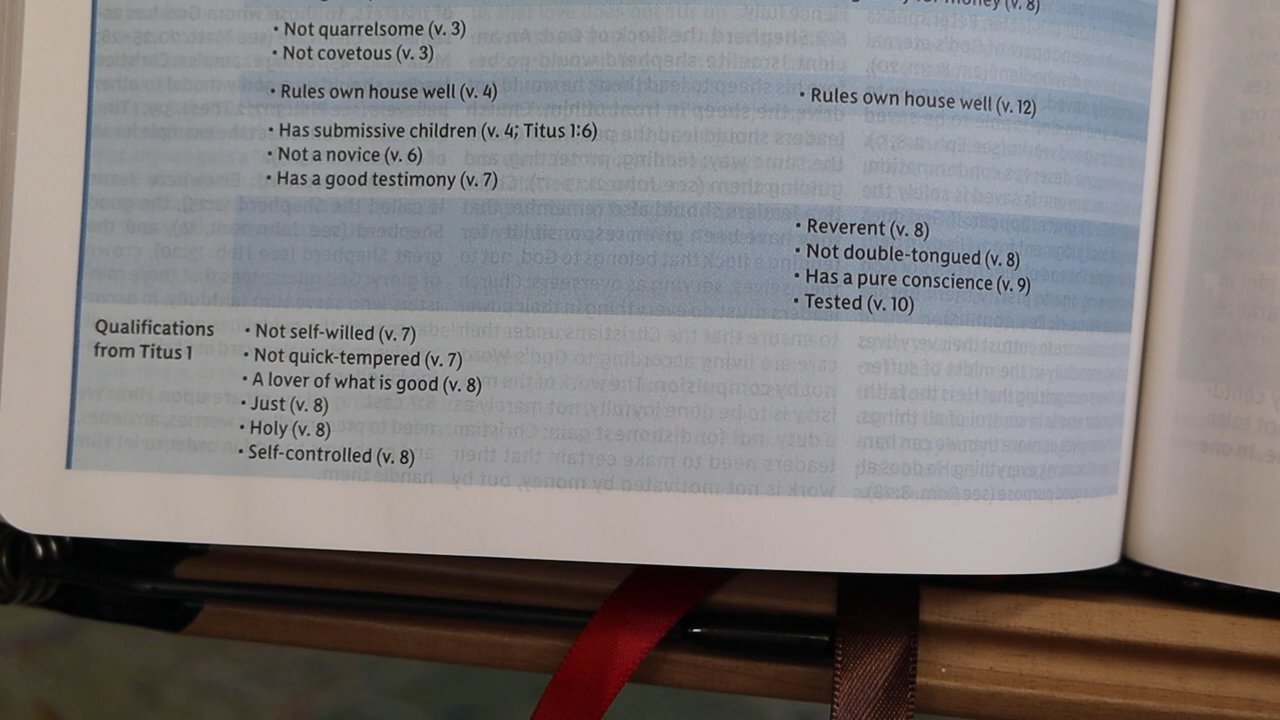 money (v. 8)
• Not quarrelsome (v. 3)
• Not covetous (v. 3)
• Rules own house well (v. 4)
• Rules own house well (v. 12)
• Has submissive children (v. 4; Titus 1:6)
• Not a novice (v. 6)
• Has a good testimony (v. 7)
• Reverent (v. 8)
• Not double-tongued (v. 8)
• Has a pure conscience (v. 9)
• Tested (v. 10)
Qualifications
from Titus 1
• Not self-willed (v. 7)
• Not quick-tempered (v. 7)
• A lover of what is good (v. 8)
• Just (v. 8)
• Holy (v. 8)
• Self-controlled (v. 8)